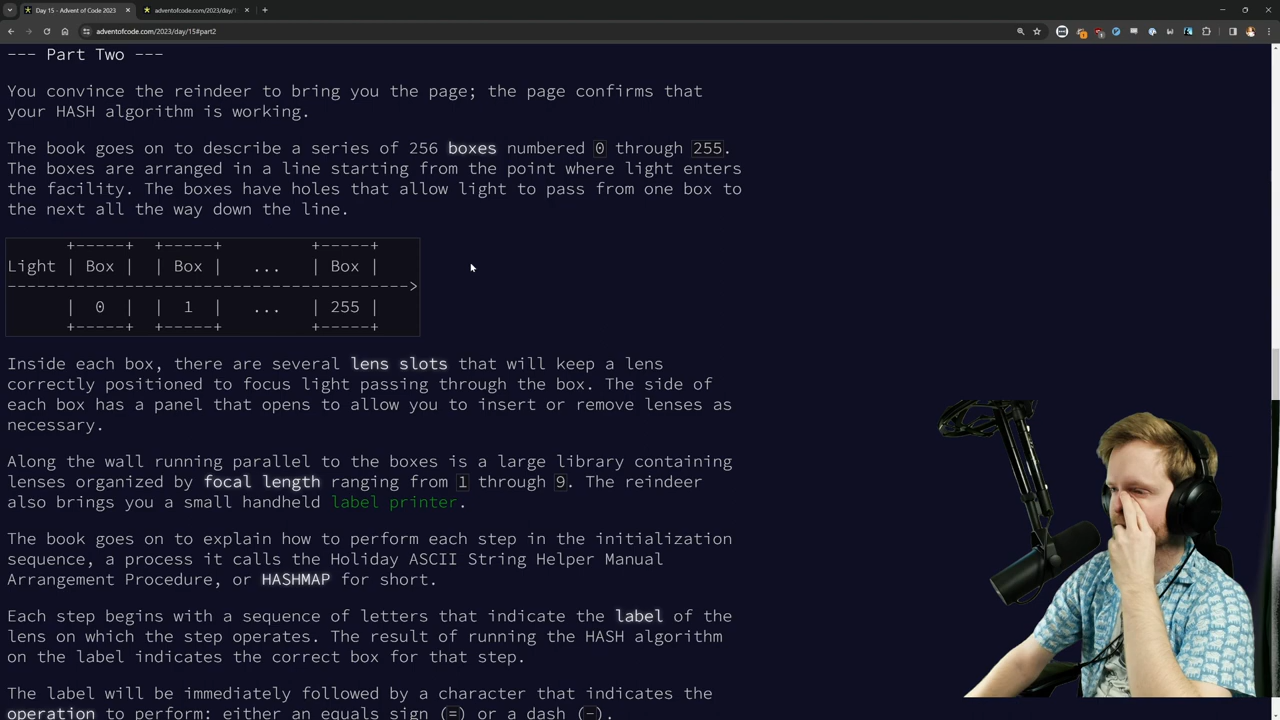 Day 15 - Advent of Code 2023
adventofcode.com/2023/day/
adventofcode.com/2023/day/15#part2
--- Part Two ---
You convince the reindeer to bring you the page; the page confirms that
your HASH algorithm is working.
The book goes on to describe a series of 256 boxes numbered 0 through 255.
The boxes are arranged in a line starting from the point where light enters
the facility. The boxes have holes that allow light to pass from one box to
the next all the way down the line.
+-----+ +-----+ +-----+
Light | Box | | Box | ... | Box |
----------------------------------------->
| 0 | | 1 | ... | 255 |
+-----+ +-----+ +-----+
Inside each box, there are several lens slots that will keep a lens
correctly positioned to focus light passing through the box. The side of
each box has a panel that opens to allow you to insert or remove lenses as
necessary.
Along the wall running parallel to the boxes is a large library containing
lenses organized by focal length ranging from 1 through 9. The reindeer
also brings you a small handheld label printer.
The book goes on to explain how to perform each step in the initialization
sequence, a process it calls the Holiday ASCII String Helper Manual
Arrangement Procedure, or HASHMAP for short.
Each step begins with a sequence of letters that indicate the label of the
lens on which the step operates. The result of running the HASH algorithm
on the label indicates the correct box for that step.
The label will be immediately followed by a character that indicates the
operation to perform: either an equals sign (=) or a dash (-).